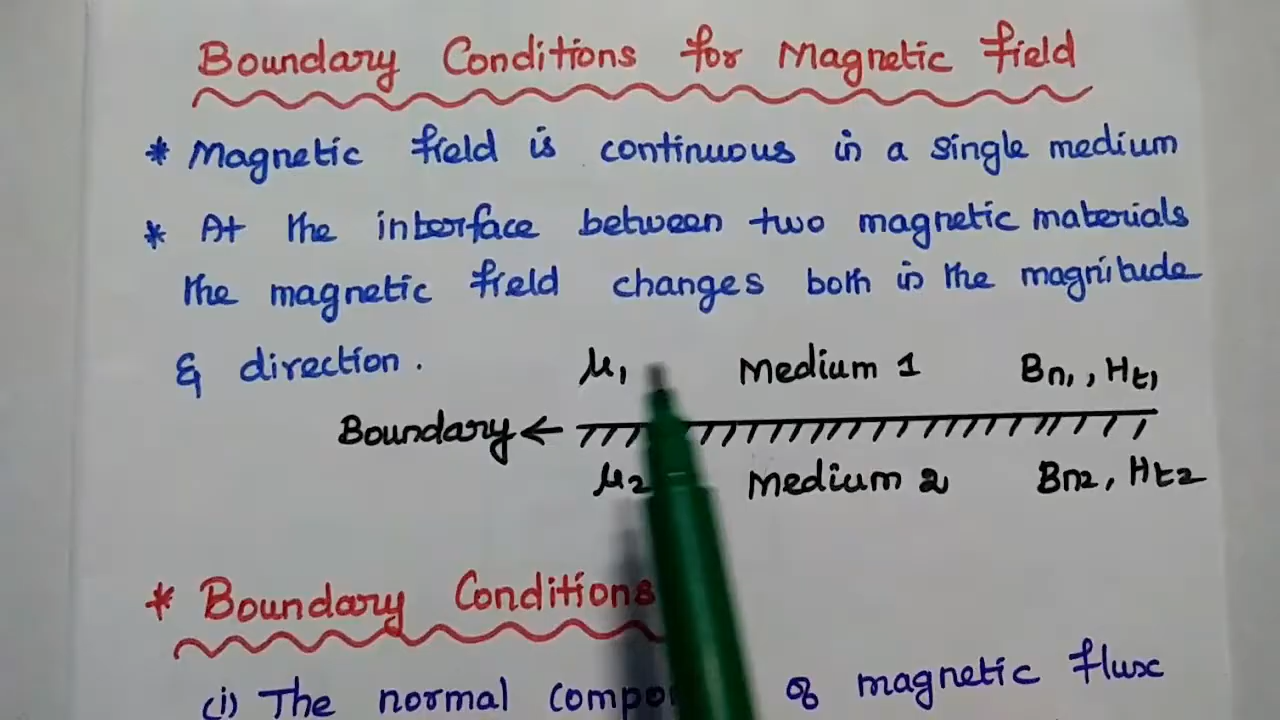 Boundary Conditions for Magnetic Field
* Magnetic field is continuous in a single medium
* At the interface between two magnetic materials
the magnetic field changes both in the magnitude
& direction.
μ₁ Medium 1 Bn₁, Ht₁
Boundary ←
μ₂ Medium 2 Bn2, Ht2
* Boundary Conditions
(i) The normal of magnetic flux